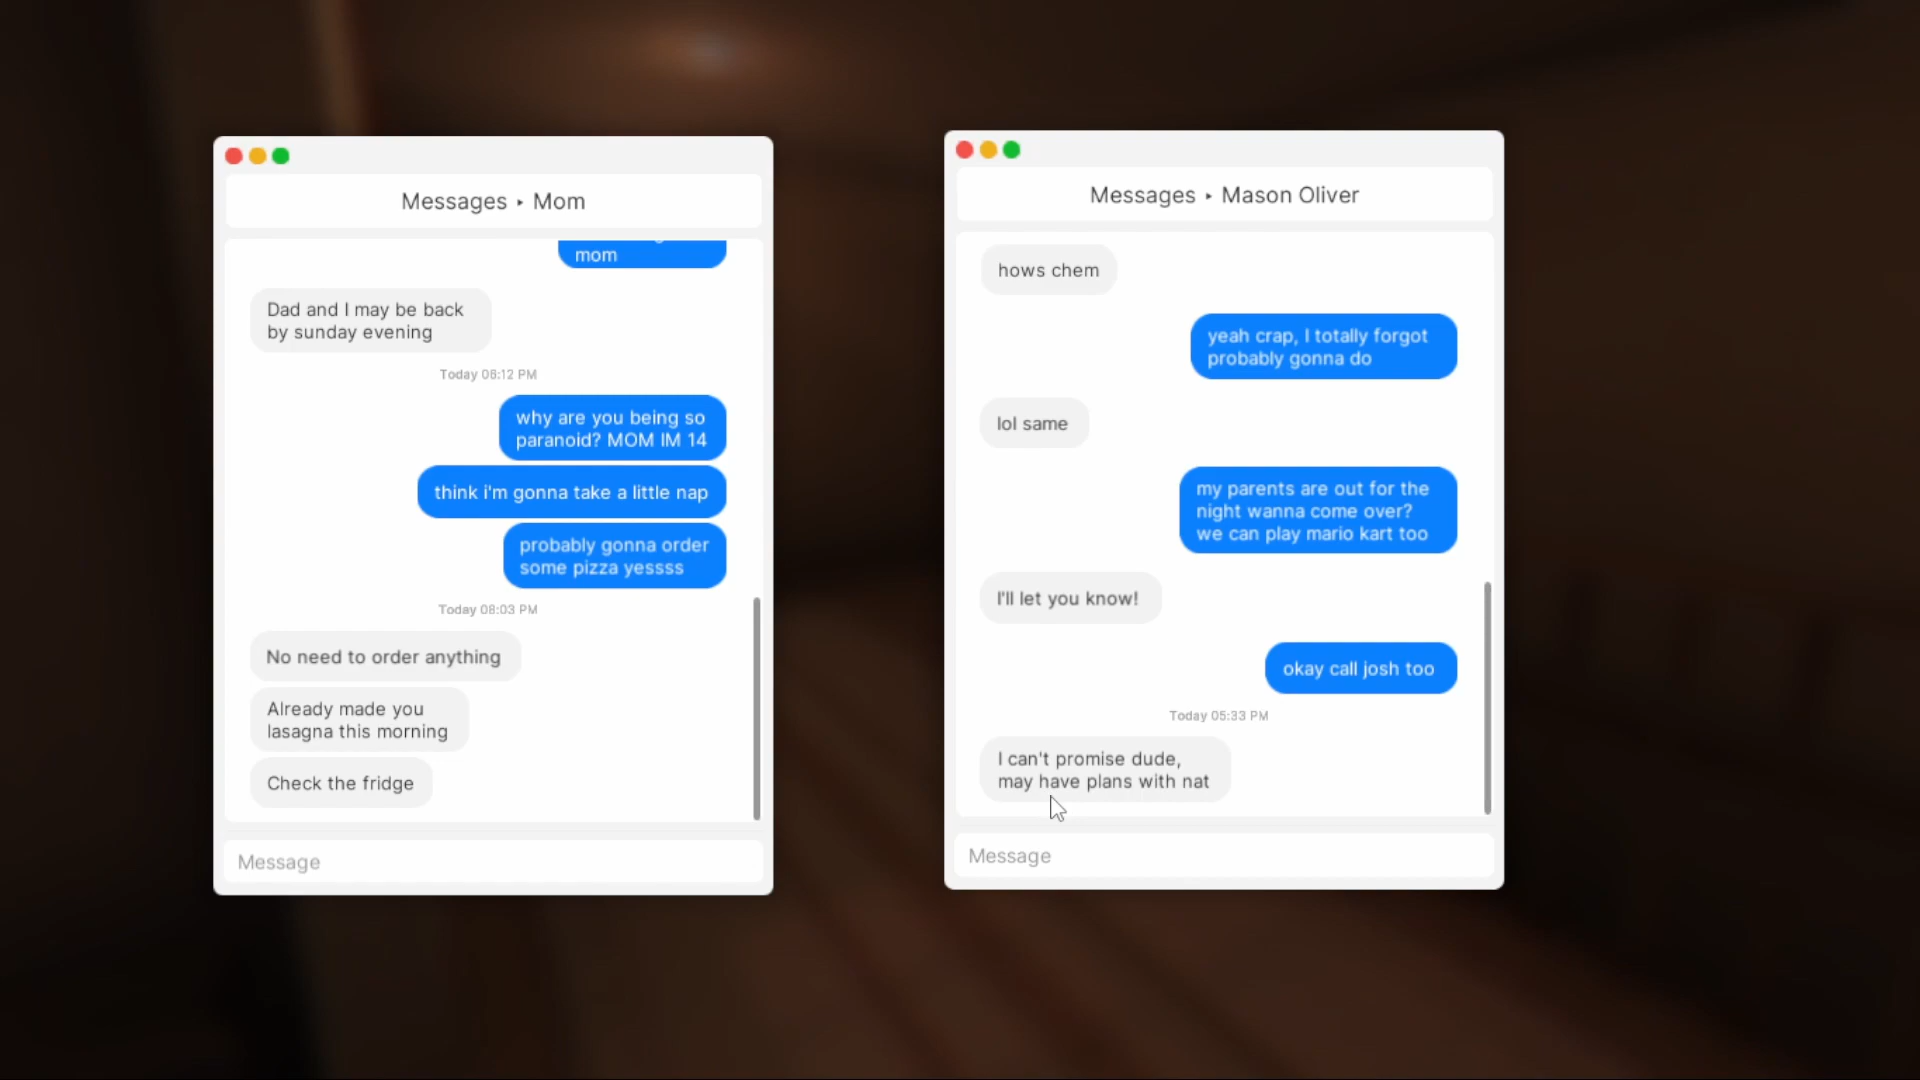 Messages ‣ Mom
mom
Dad and I may be back
by sunday evening
Today 06:12 PM
why are you being so
paranoid? MOM IM 14
think i'm gonna take a little nap
probably gonna order
some pizza yessss
Today 08:03 PM
No need to order anything
Already made you
lasagna this morning
Check the fridge
Message
Messages ‣ Mason Oliver
hows chem
yeah crap, I totally forgot
probably gonna do
lol same
my parents are out for the
night wanna come over?
we can play mario kart too
I'll let you know!
okay call josh too
Today 05:33 PM
I can't promise dude,
may have plans with nat
Message